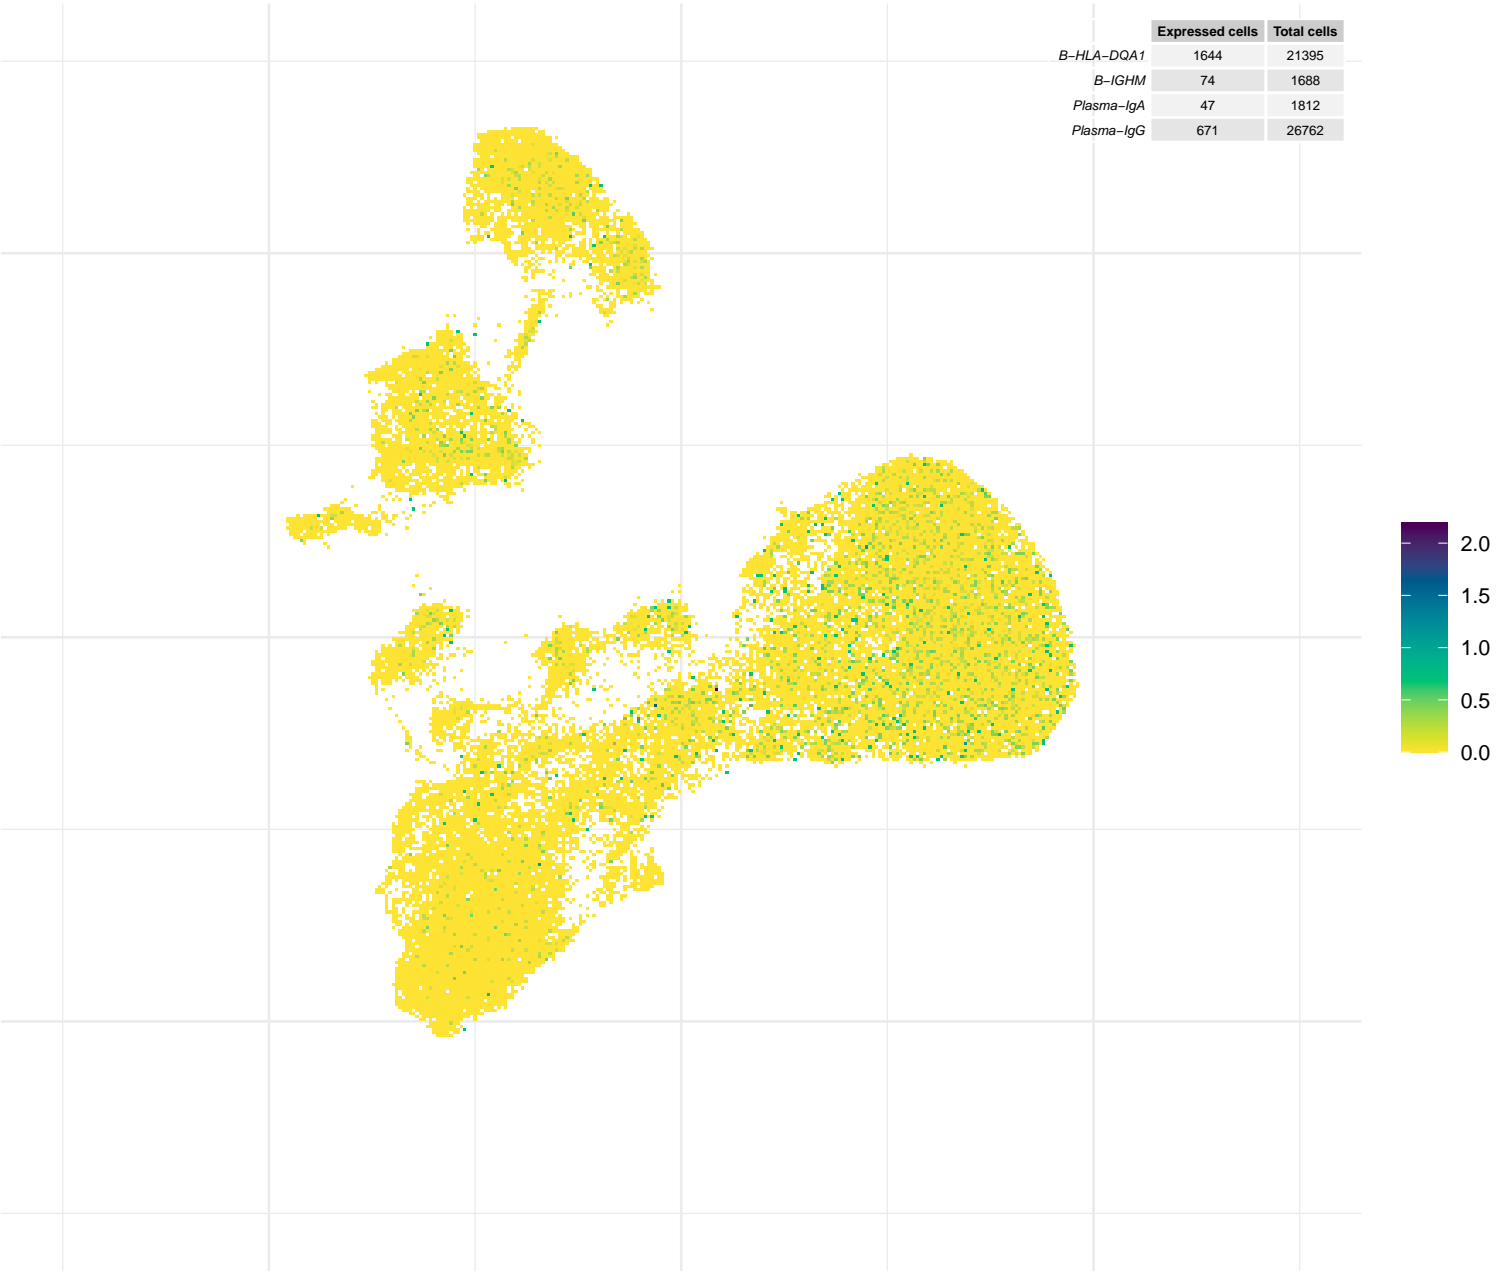 Expressed cells Total cells
B−HLA−DQA1 1644 21395
B−IGHM 74 1688
Plasma−IgA 47 1812
Plasma−IgG 671 26762
2.0
1.5
1.0
0.5
0.0